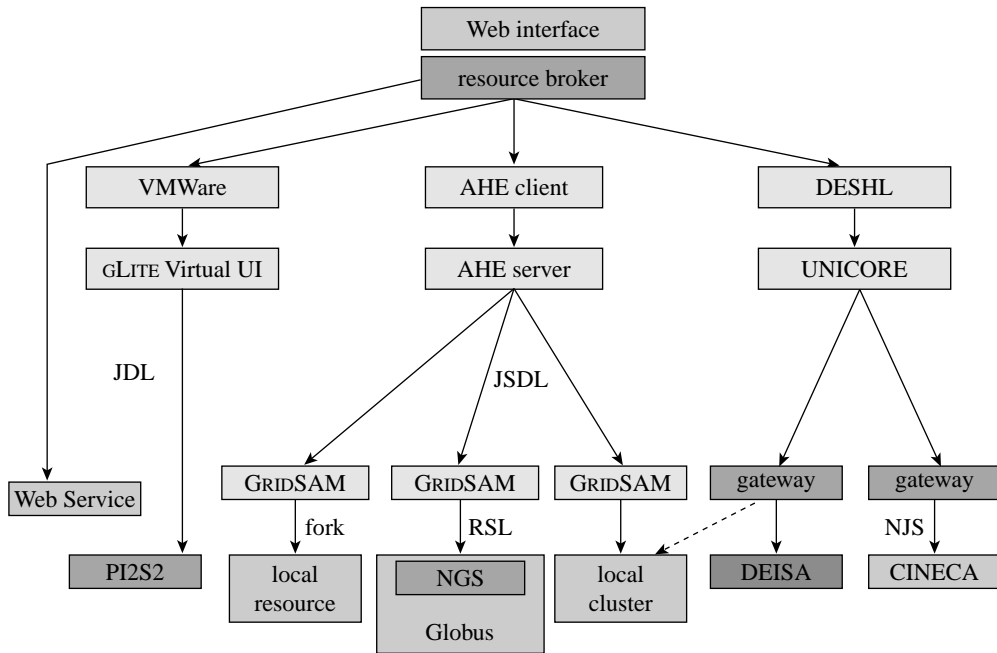 Web interface
resource broker
VMWare
AHE client
DESHL
GLITE Virtual UI
AHE server
UNICORE
JDL
JSDL
GRIDSAM
GRIDSAM
GRIDSAM
gateway
gateway
Web Service
fork
RSL
NJS
PI2S2
local
resource
NGS
Globus
local
cluster
DEISA
CINECA